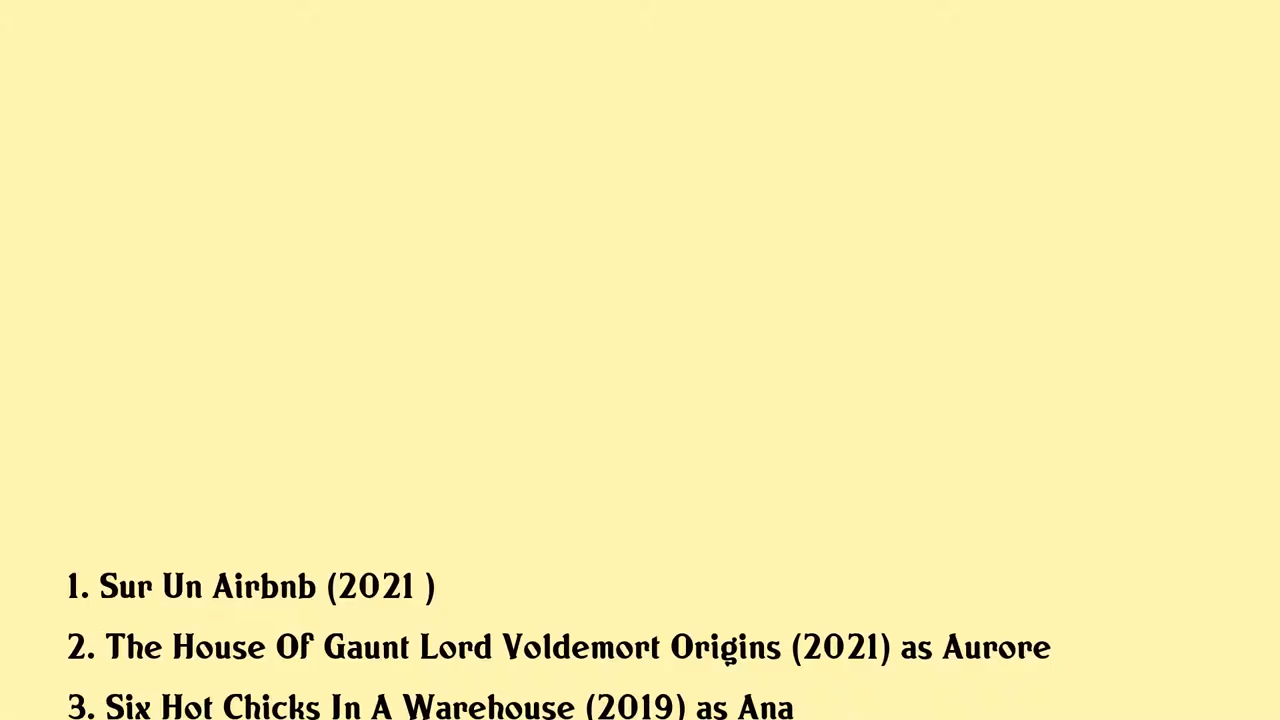 1. Sur Un Airbnb (2021 )
2. The House Of Gaunt Lord Voldemort Origins (2021) as Aurore
3. Six Hot Chicks In A Warehouse (2019) as Ana